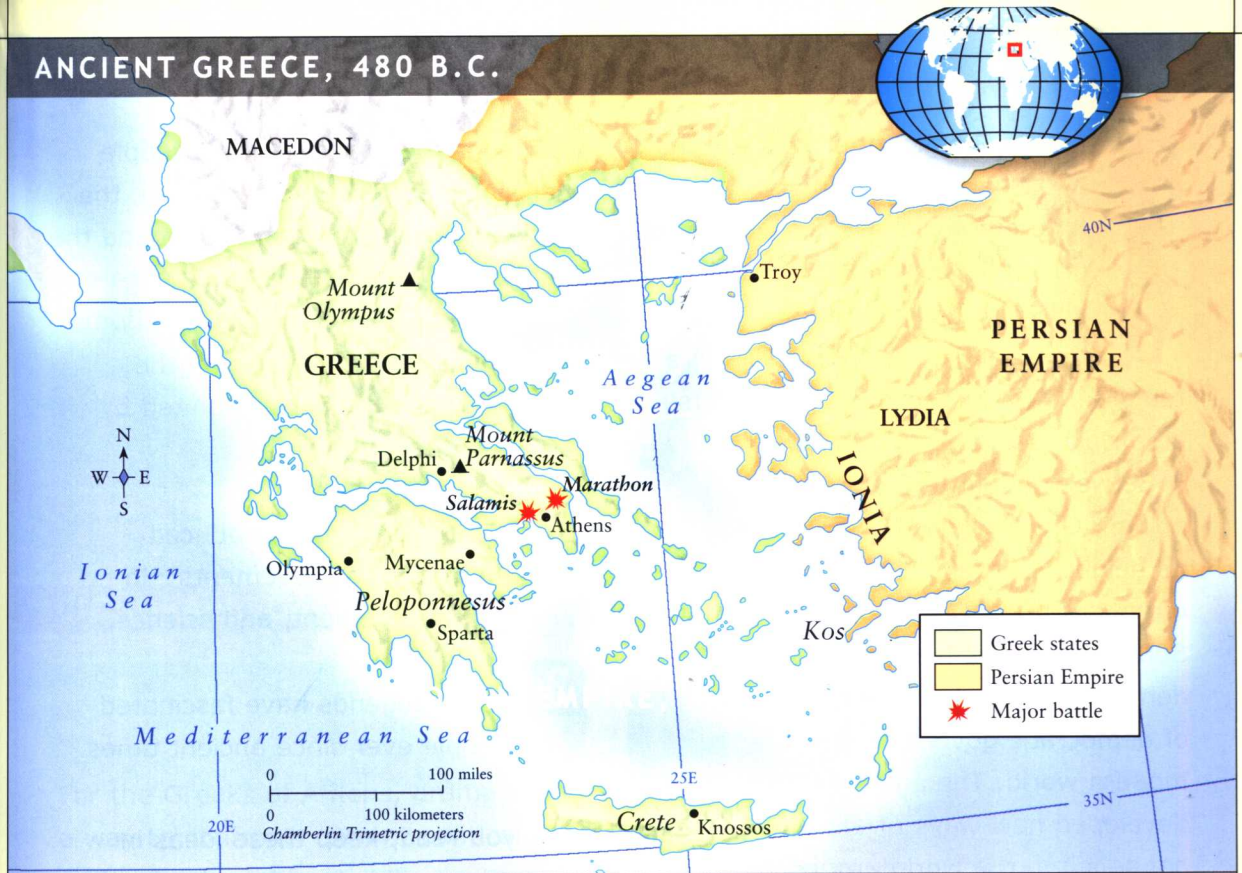 ANCIENT GREECE, 480 B.C.
MACEDON
40N
Troy
Mount
Olympus
PERSIAN
EMPIRE
GREECE
Aegean
Sea
LYDIA
N
W E
S
Mount
Parnassus
Delphi
IONIA
Marathon
Salamis
Athens
Olympia
Mycenae
Ionian
Sea
Peloponnesus
Sparta
Kos
Greek states
Persian Empire
Major battle
Mediterranean Sea
0 100 miles
0 100 kilometers
Chamberlin Trimetric projection
20E
25E
35N
Crete
Knossos